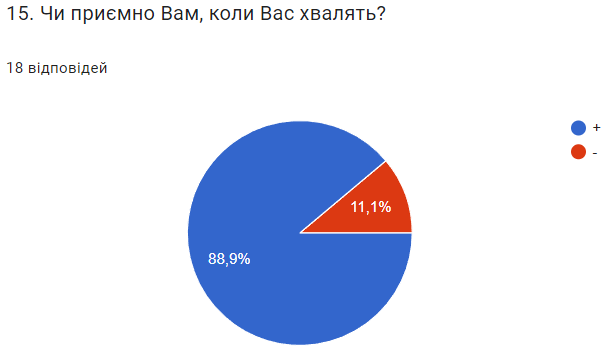 15. Чи приємно Вам, коли Вас хвалять?
18 відповідей
+
-
11,1%
88,9%